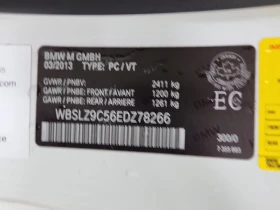 BMW M GMBH
03/2013 TYPE: PC / VT
GVWR / PNBV: 2411 kg
GAWR / PNBE: FRONT / AVANT 1200 kg
GAWR / PNBE: REAR / ARRIERE 1261 kg
EC
WBSLZ9C56EDZ78266
300/0